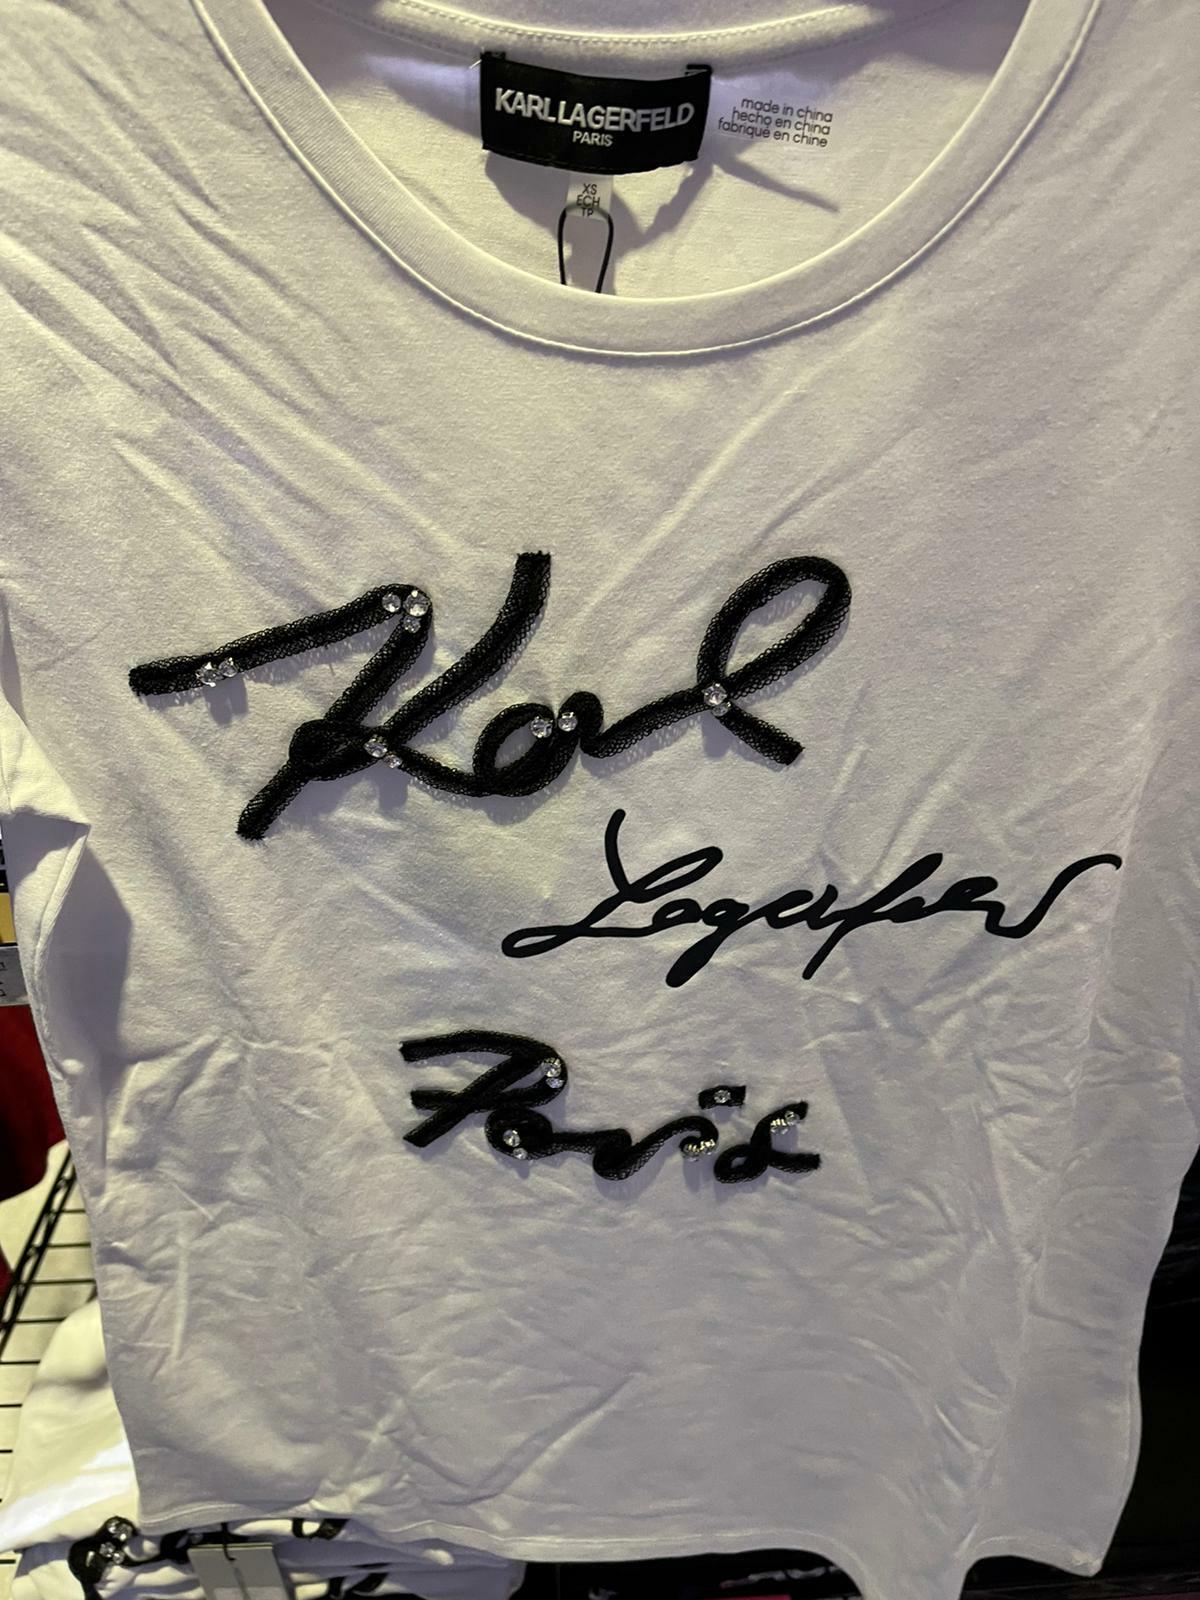 KARL LAGERFELD
PARIS
made in china
hecho en china
fabriqué en chine
XS
ECH
TP
Karl
Lagerfeld
Paris